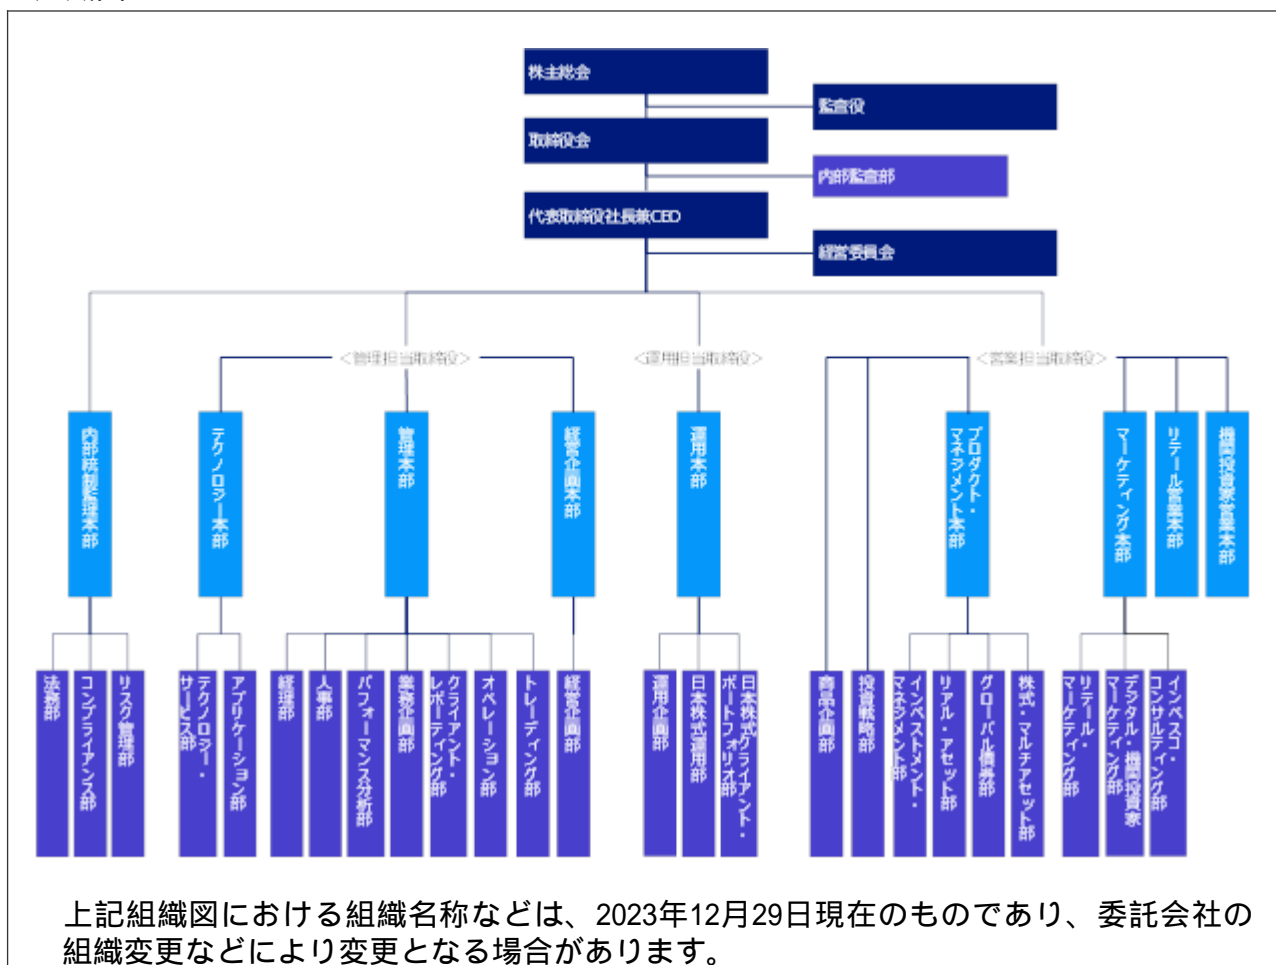 株主総会
監査役
取締役会
内部監査部
代表取締役社長兼CEO
経営委員会
<管理担当取締役>
<運用担当取締役>
<営業担当取締役>
内部統制監理本部
テクノロジー本部
管理本部
経営企画本部
運用本部
プロダクト・
マネジメント本部
マーケティング本部
リテール営業本部
機関投資家営業本部
法務部
コンプライアンス部
リスク管理部
テクノロジー・
サービス部
アプリケーション部
経理部
人事部
パフォーマンス分析部
業務企画部
クライアント・
レポーティング部
オペレーション部
トレーディング部
経営企画部
運用企画部
日本株式運用部
日本株式クライアント・
ポートフォリオ部
商品企画部
投資戦略部
インベストメント・
マネジメント部
リアル・アセット部
グローバル債券部
株式・マルチアセット部
リテール・
マーケティング部
デジタル・機関投資家
マーケティング部
インベスコ・
コンサルティング部
上記組織図における組織名称などは、2023年12月29日現在のものであり、委託会社の
組織変更などにより変更となる場合があります。